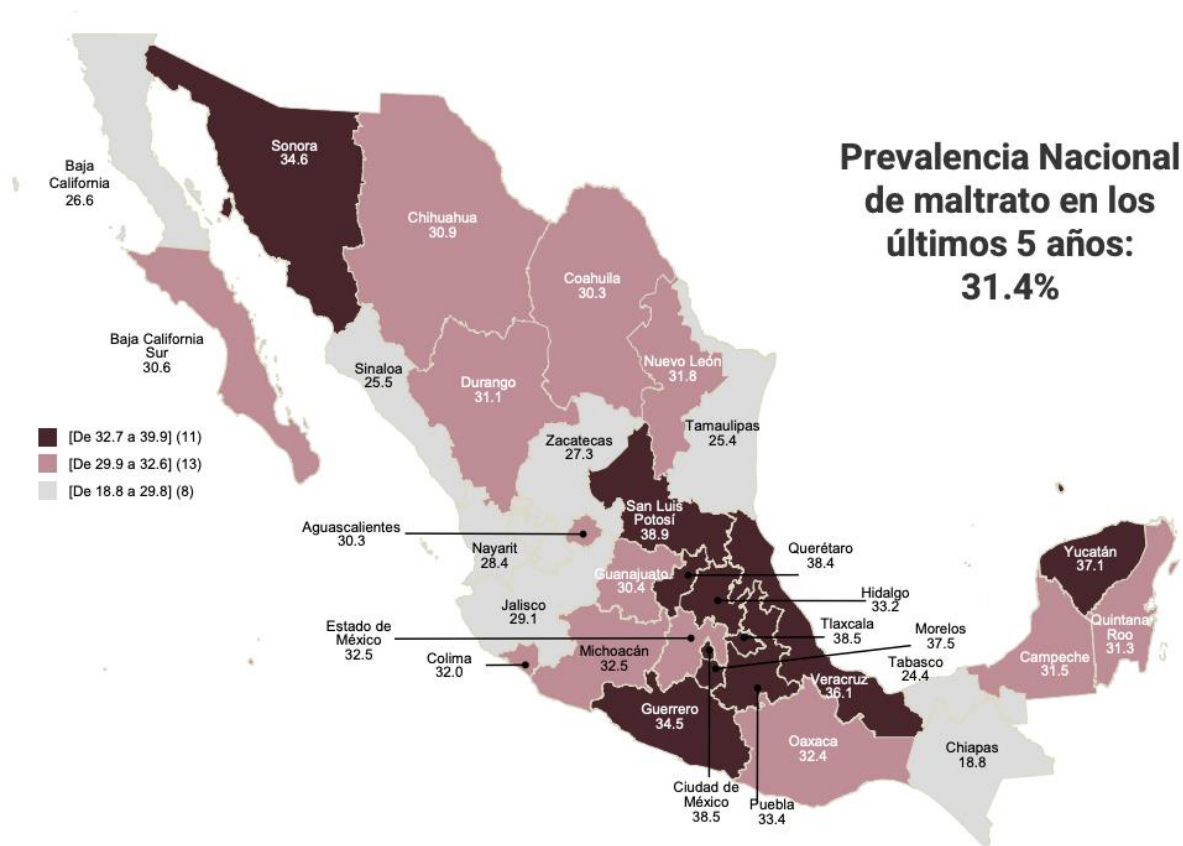 Prevalencia Nacional
de maltrato en los
últimos 5 años:
31.4%
Baja
California
26.6
Sonora
34.6
Chihuahua
30.9
Coahuila
30.3
Baja California
Sur
30.6
Sinaloa
25.5
Durango
31.1
Nuevo León
31.8
Zacatecas
27.3
Tamaulipas
25.4
[De 32.7 a 39.9] (11)
[De 29.9 a 32.6] (13)
[De 18.8 a 29.8] (8)
San Luis
Potosí
38.9
Aguascalientes
30.3
Nayarit
28.4
Guanajuato
30.4
Querétaro
38.4
Hidalgo
33.2
Yucatán
37.1
Jalisco
29.1
Tlaxcala
38.5
Morelos
37.5
Quintana
Roo
31.3
Estado de
México
32.5
Colima
32.0
Michoacán
32.5
Tabasco
24.4
Campeche
31.5
Veracruz
36.1
Guerrero
34.5
Oaxaca
32.4
Chiapas
18.8
Ciudad de
México
38.5
Puebla
33.4